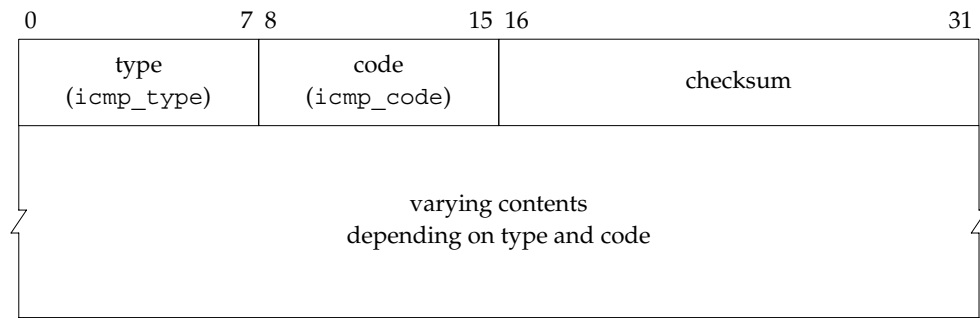 0 7 8 15 16 31
type code checksum
(icmp_type) (icmp_code)
varying contents
depending on type and code